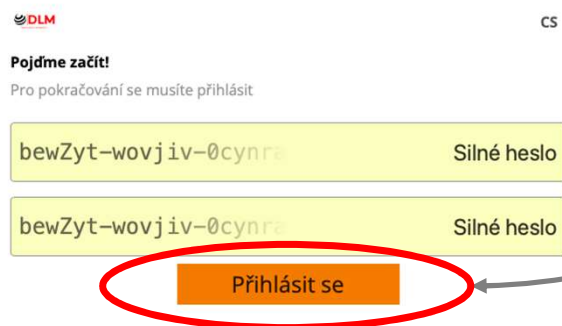 DLM
CS
Pojďme začít!
Pro pokračování se musíte přihlásit
bewZyt-wovjiv-0cynra Silné heslo
bewZyt-wovjiv-0cynra Silné heslo
Přihlásit se